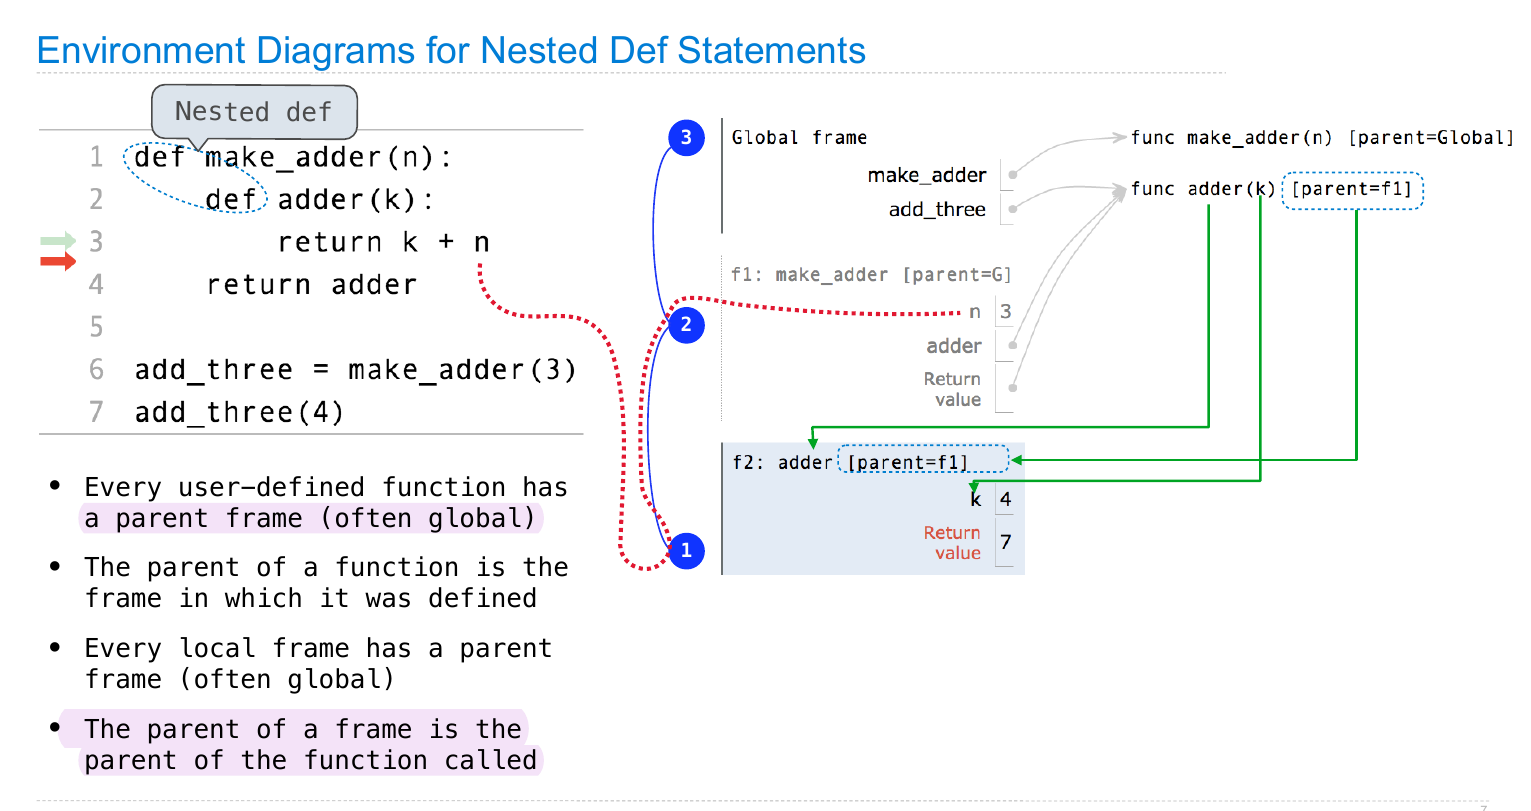 Environment Diagrams for Nested Def Statements
Nested def
1 def make_adder(n):
2     def adder(k):
3         return k + n
4     return adder
5
6 add_three = make_adder(3)
7 add_three(4)
• Every user-defined function has
a parent frame (often global)
• The parent of a function is the
frame in which it was defined
• Every local frame has a parent
frame (often global)
• The parent of a frame is the
parent of the function called
3
Global frame
make_adder
add_three
func make_adder(n) [parent=Global]
func adder(k) [parent=f1]
2
f1: make_adder [parent=G]
n 3
adder
Return
value
1
f2: adder [parent=f1]
k 4
Return
value 7
7